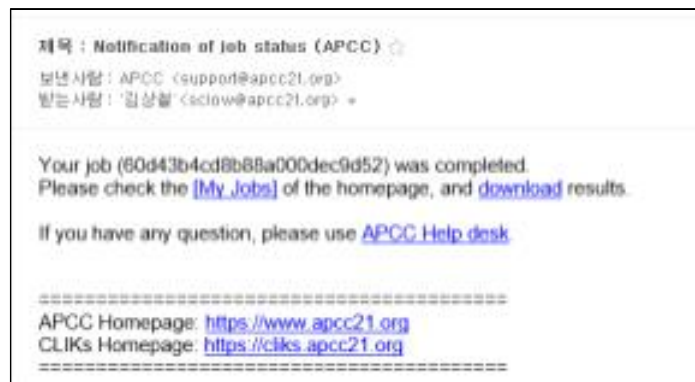 제목 : Notification of job status (APCC) ☆
보낸사람 : APCC <support@apcc21.org>
받는사람 : '김상철' <sclow@apcc21.org> +
Your job (60d43b4cd8b88a000dec9d52) was completed.
Please check the [My Jobs] of the homepage, and download results.
If you have any question, please use APCC Help desk.
==========================================
APCC Homepage: https://www.apcc21.org
CLIKs Homepage: https://cliks.apcc21.org
==========================================